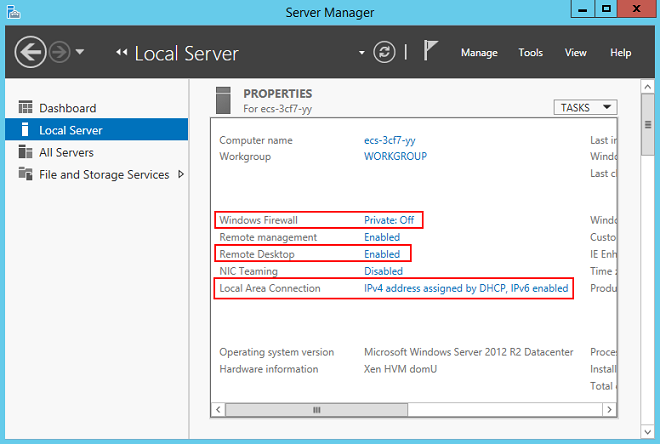 Server Manager
Local Server
Manage Tools View Help
Dashboard
Local Server
All Servers
File and Storage Services
PROPERTIES
For ecs-3cf7-yy
TASKS
Computer name ecs-3cf7-yy Last in
Workgroup WORKGROUP Windo
Last cl
Windows Firewall Private: Off Windo
Remote management Enabled Custo
Remote Desktop Enabled IE Enh
NIC Teaming Disabled Time z
Local Area Connection IPv4 address assigned by DHCP, IPv6 enabled Produ
Operating system version Microsoft Windows Server 2012 R2 Datacenter Proces
Hardware information Xen HVM domU Install
Total d